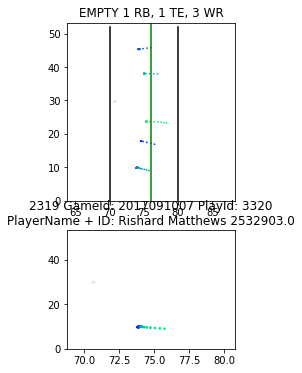 EMPTY 1 RB, 1 TE, 3 WR
50
40
30
20
10
0
65 70 75 80 85
2319 GameId: 2017091007 PlayId: 3320
PlayerName + ID: Rishard Matthews 2532903.0
40
20
0
70.0 72.5 75.0 77.5 80.0